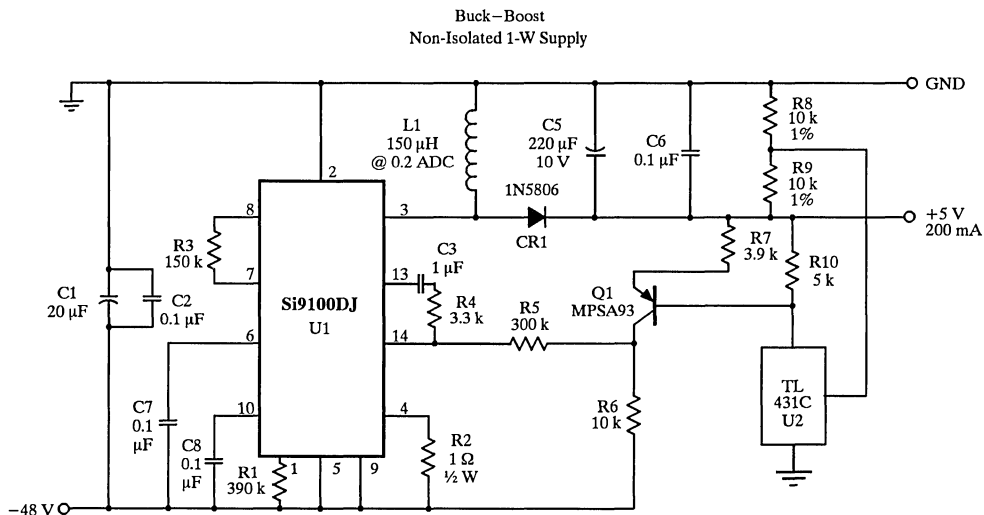 Buck–Boost
Non-Isolated 1-W Supply
GND
R8
10 k
1%
L1
150 µH
@ 0.2 ADC
C5
220 µF
10 V
C6
0.1 µF
2
R9
10 k
1%
1N5806
8
3
+5 V
200 mA
CR1
R3
150 k
C3
1 µF
R7
3.9 k
R10
5 k
7
13
C1
20 µF
C2
0.1 µF
Si9100DJ
U1
R4
3.3 k
R5
300 k
Q1
MPSA93
6
14
TL
431C
U2
C7
0.1
µF
10
4
R6
10 k
C8
0.1
µF
R2
1 Ω
½ W
R1
390 k
1
5
9
−48 V